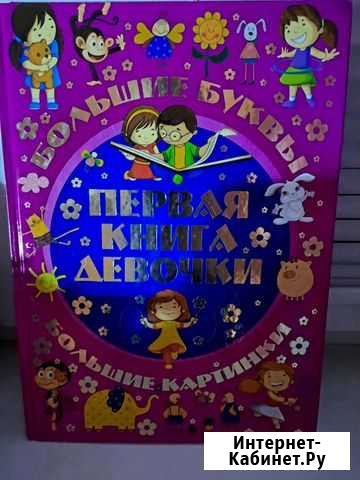 БОЛЬШИЕ БУКВЫ
ПЕРВАЯ
КНИГА
ДЕВОЧКИ
БОЛЬШИЕ КАРТИНКИ
Интернет-
Кабинет.Ру